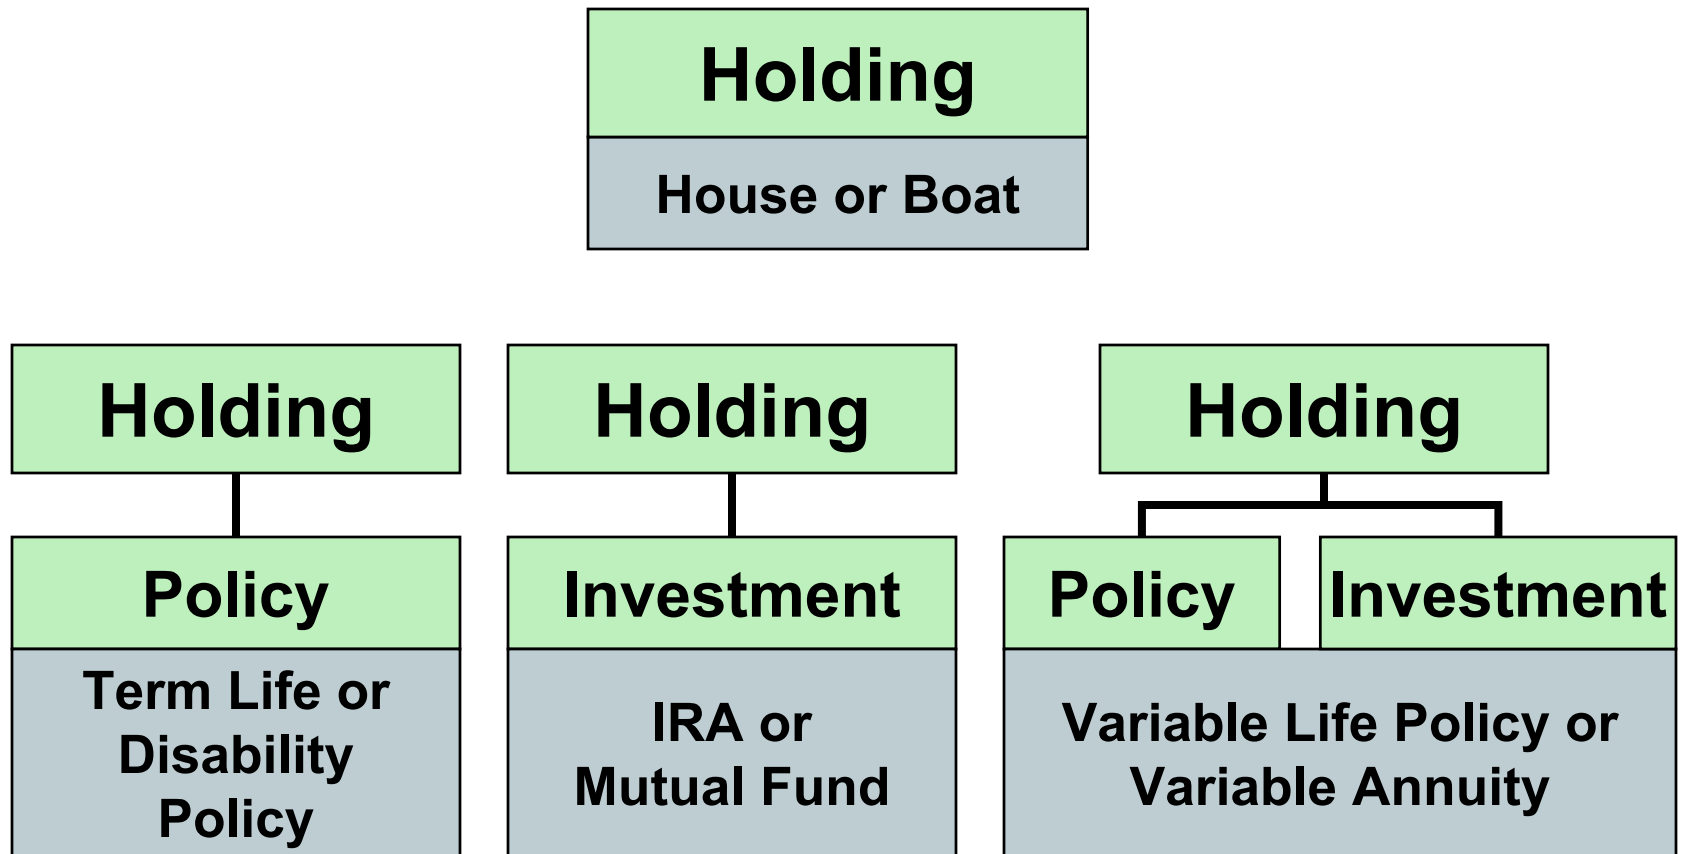 Holding
House or Boat
Holding
Policy
Term Life or
Disability
Policy
Holding
Investment
IRA or
Mutual Fund
Holding
Policy
Investment
Variable Life Policy or
Variable Annuity